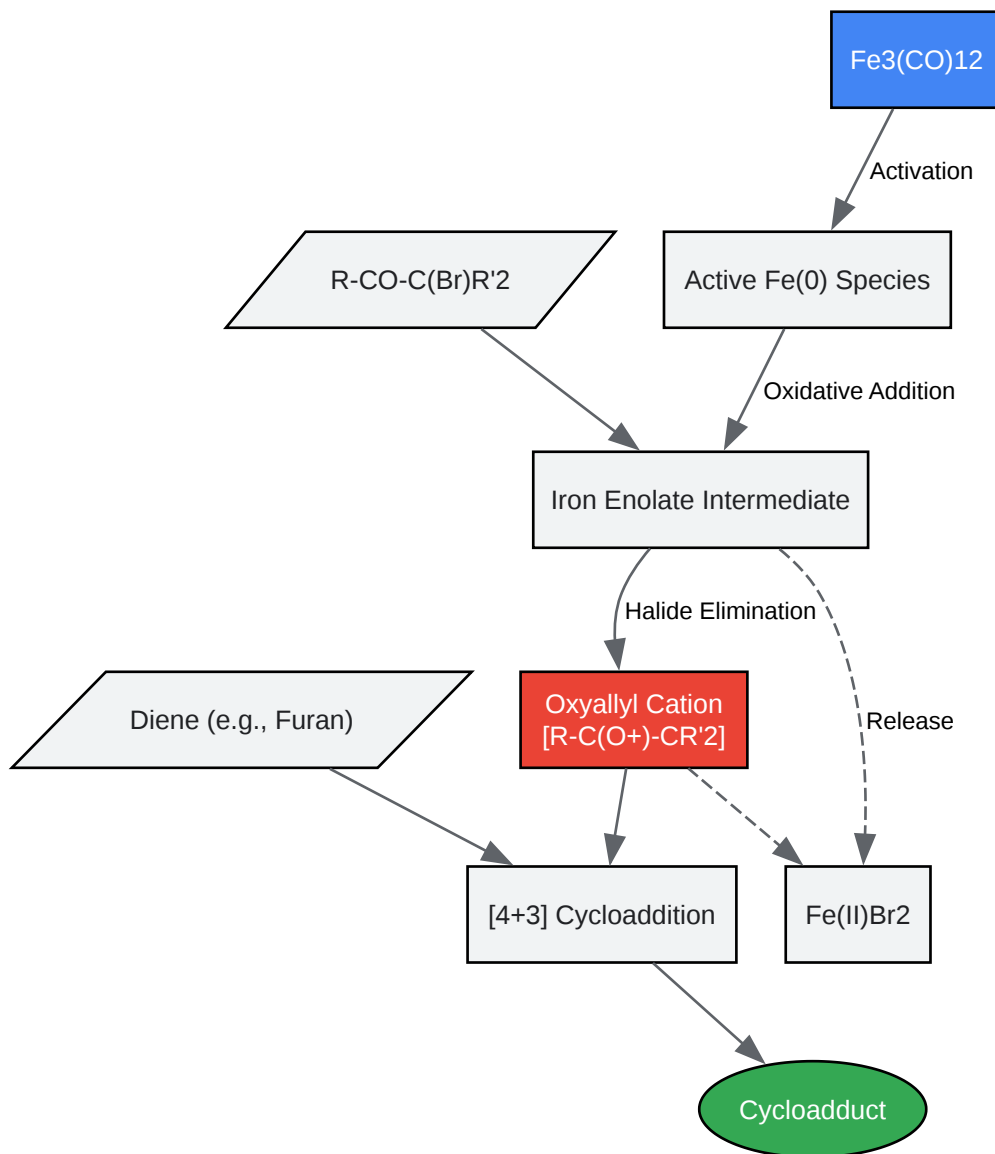 Fe3(CO)12
Activation
R-CO-C(Br)R'2
Active Fe(0) Species
Oxidative Addition
Iron Enolate Intermediate
Halide Elimination
Diene (e.g., Furan)
Oxyallyl Cation
[R-C(O+)-CR'2]
Release
[4+3] Cycloaddition
Fe(II)Br2
Cycloadduct